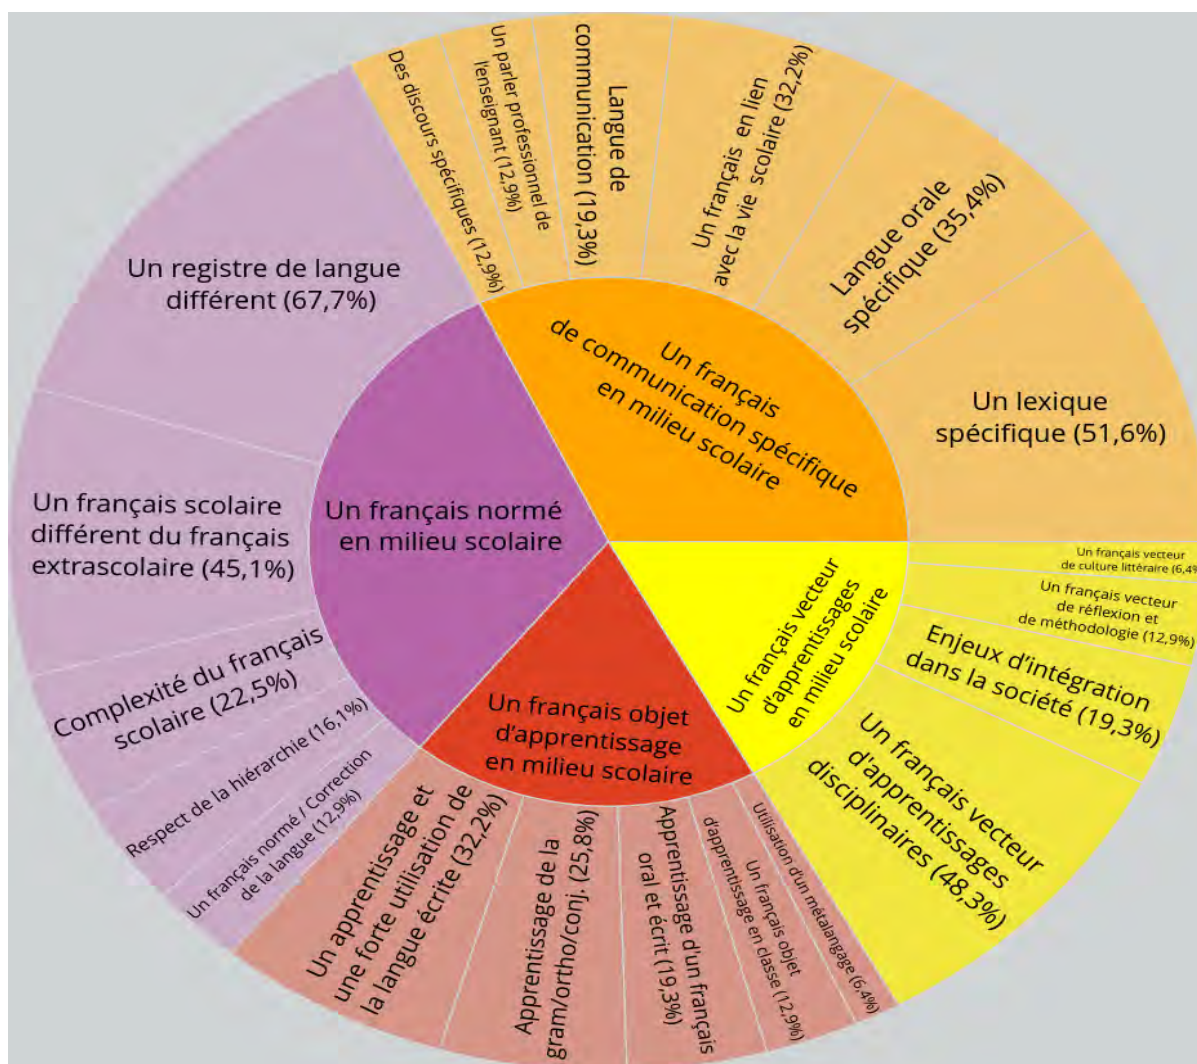 Des discours spécifiques (12,9%)
Un parler professionnel de
l'enseignant (12,9%)
Langue de
communication (19,3%)
Un français en lien
avec la vie scolaire (32,2%)
Langue orale
spécifique (35,4%)
Un lexique
spécifique (51,6%)
Un français
de communication spécifique
en milieu scolaire
Un registre de langue
différent (67,7%)
Un français scolaire
différent du français
extrascolaire (45,1%)
Complexité du français
scolaire (22,5%)
Respect de la hiérarchie (16,1%)
Un français normé / Correction
de la langue (12,9%)
Un français normé
en milieu scolaire
Un français objet
d'apprentissage
en milieu scolaire
Un apprentissage et
une forte utilisation de
la langue écrite (32,2%)
Apprentissage de la
gram/ortho/conj. (25,8%)
Apprentissage d'un français
oral et écrit (19,3%)
Un français objet
d'apprentissage en classe (12,9%)
Utilisation d'un métalangage (6,4%)
Un français vecteur
d'apprentissages
en milieu scolaire
Un français vecteur
de culture littéraire (6,4%
Un français vecteur
de réflexion et
de méthodologie (12,9%)
Enjeux d'intégration
dans la société (19,3%)
Un français vecteur
d'apprentissages
disciplinaires (48,3%)